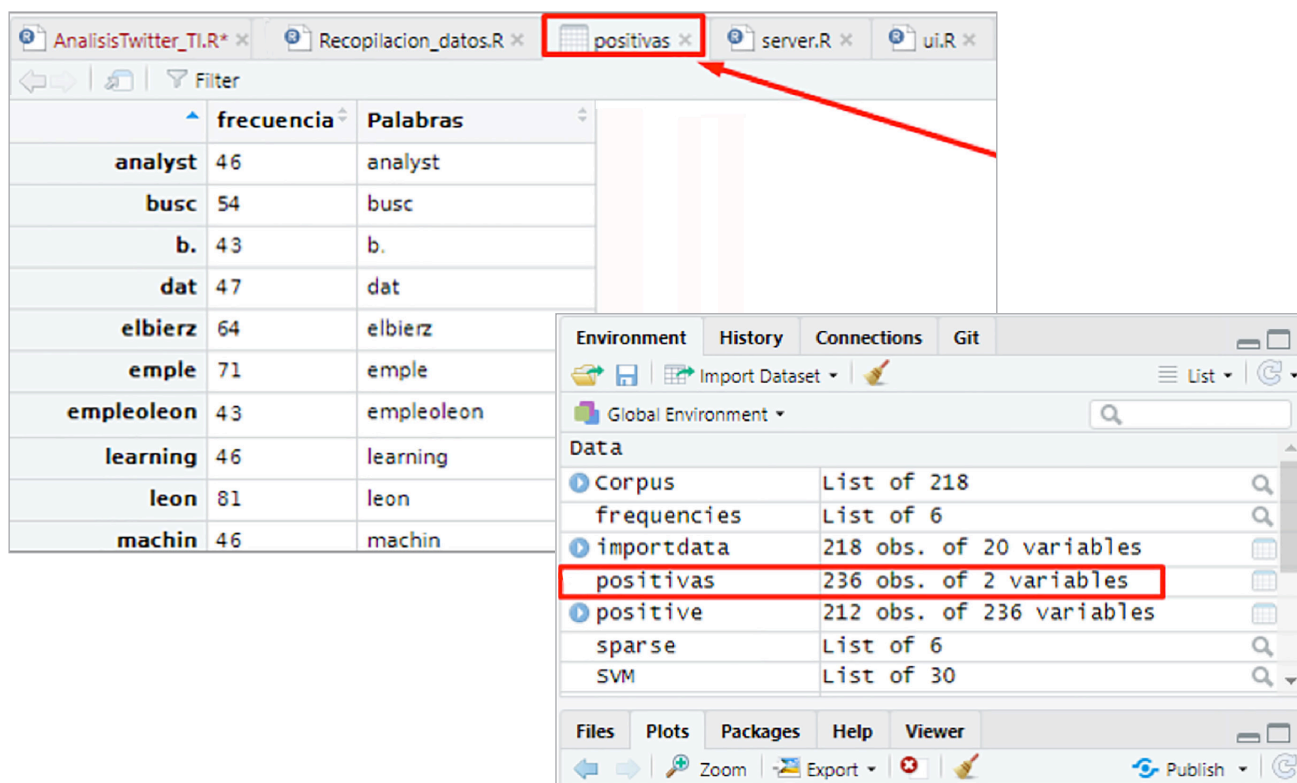 AnalisisTwitter_TI.R* Recopilacion_datos.R positivas server.R ui.R
Filter
frecuencia Palabras
analyst 46 analyst
busc 54 busc
b. 43 b.
dat 47 dat
elbierz 64 elbierz
emple 71 emple
empleoleon 43 empleoleon
learning 46 learning
leon 81 leon
machin 46 machin
Environment History Connections Git
Import Dataset List
Global Environment
Data
Corpus List of 218
frequencies List of 6
importdata 218 obs. of 20 variables
positivas 236 obs. of 2 variables
positive 212 obs. of 236 variables
sparse List of 6
SVM List of 30
Files Plots Packages Help Viewer
Zoom Export Publish